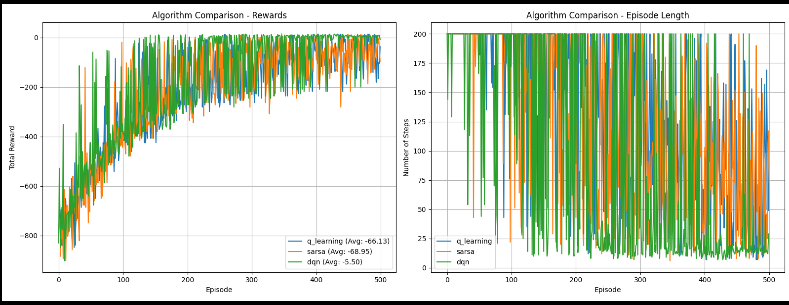 Algorithm Comparison - Rewards
Total Reward
0
−200
−400
−600
−800
0
100
200
300
400
500
Episode
q_learning (Avg: -66.13)
sarsa (Avg: -68.95)
dqn (Avg: -5.50)
Algorithm Comparison - Episode Length
Number of Steps
200
175
150
125
100
75
50
25
0
0
100
200
300
400
500
Episode
q_learning
sarsa
dqn